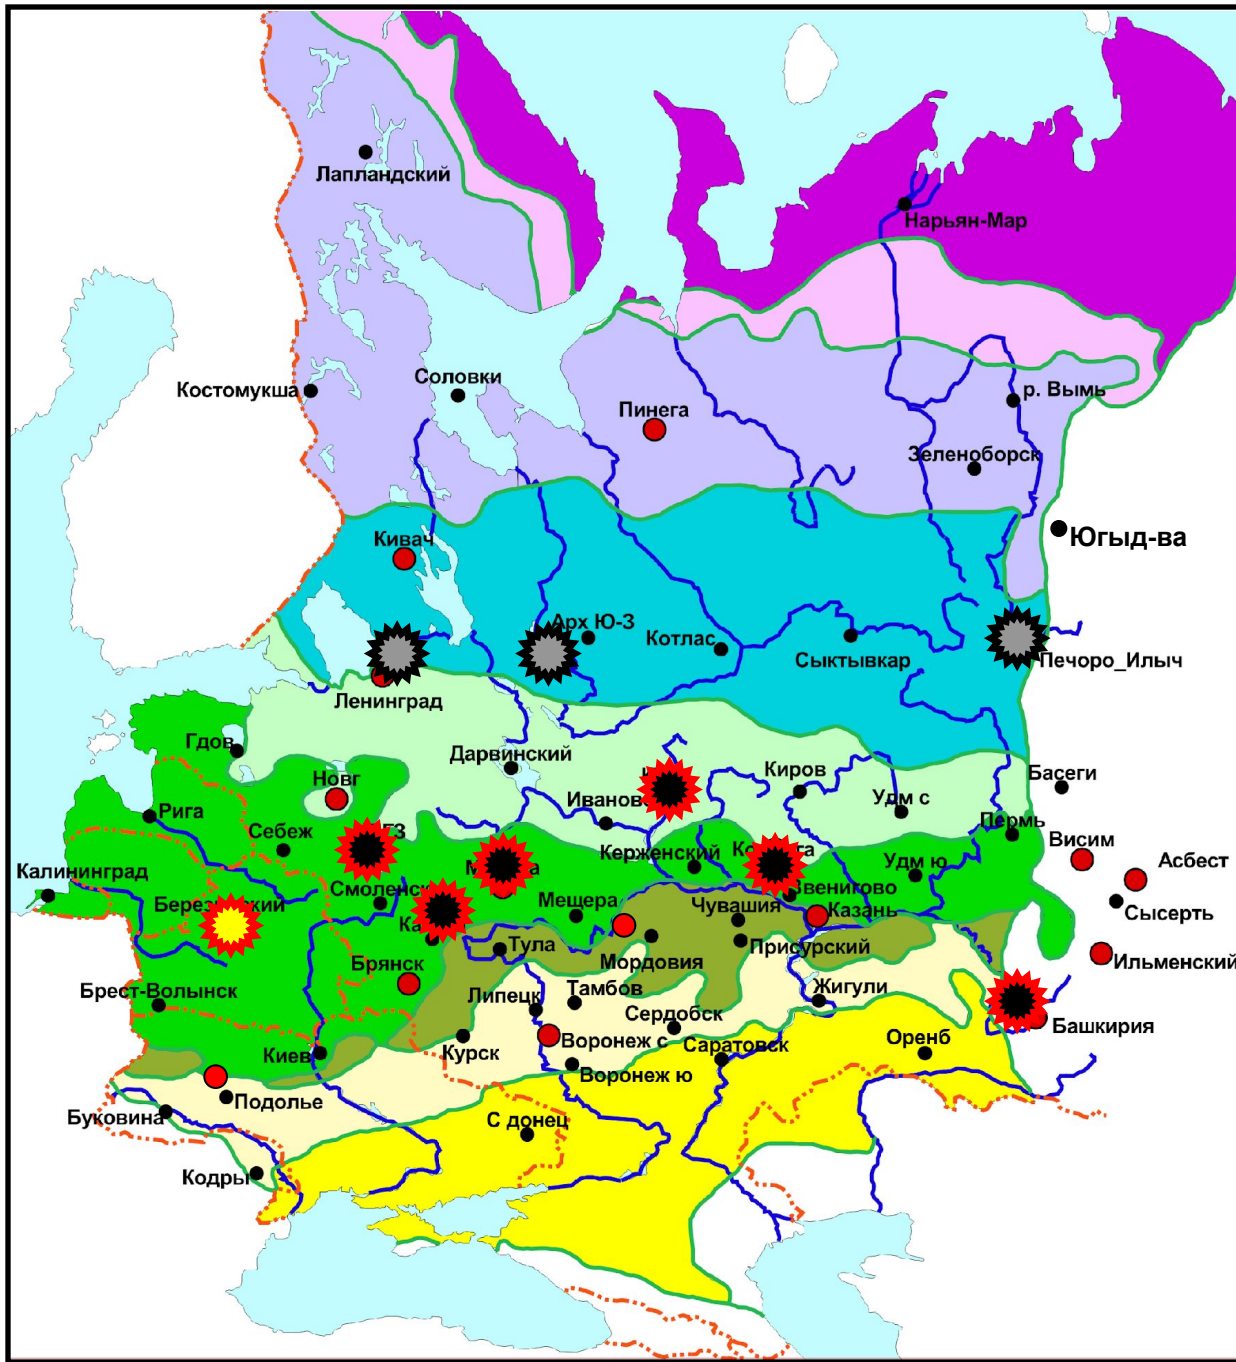 Лапландский
Нарьян-Мар
Костомукша
Соловки
р. Вымь
Пинега
Зеленоборск
Югыд-ва
Кивач
Арх Ю-З
Котлас
Сыктывкар
Печоро_Илыч
Ленинград
Гдов
Дарвинский
Новг
Киров
Басеги
Иванов
Удм с
Рига
Пермь
Себеж
Висим
Асбест
Калининград
Керженский
Удм ю
Смоленск
Звенигово
Сысерть
Мещера
Чувашия
Казань
Тула
Мордовия
Присурский
Ильменский
Брянск
Брест-Волынск
Липецк
Тамбов
Жигули
Сердобск
Башкирия
Киев
Курск
Воронеж с
Саратовск
Оренб
Воронеж ю
Подолье
Буковина
С донец
Кодры